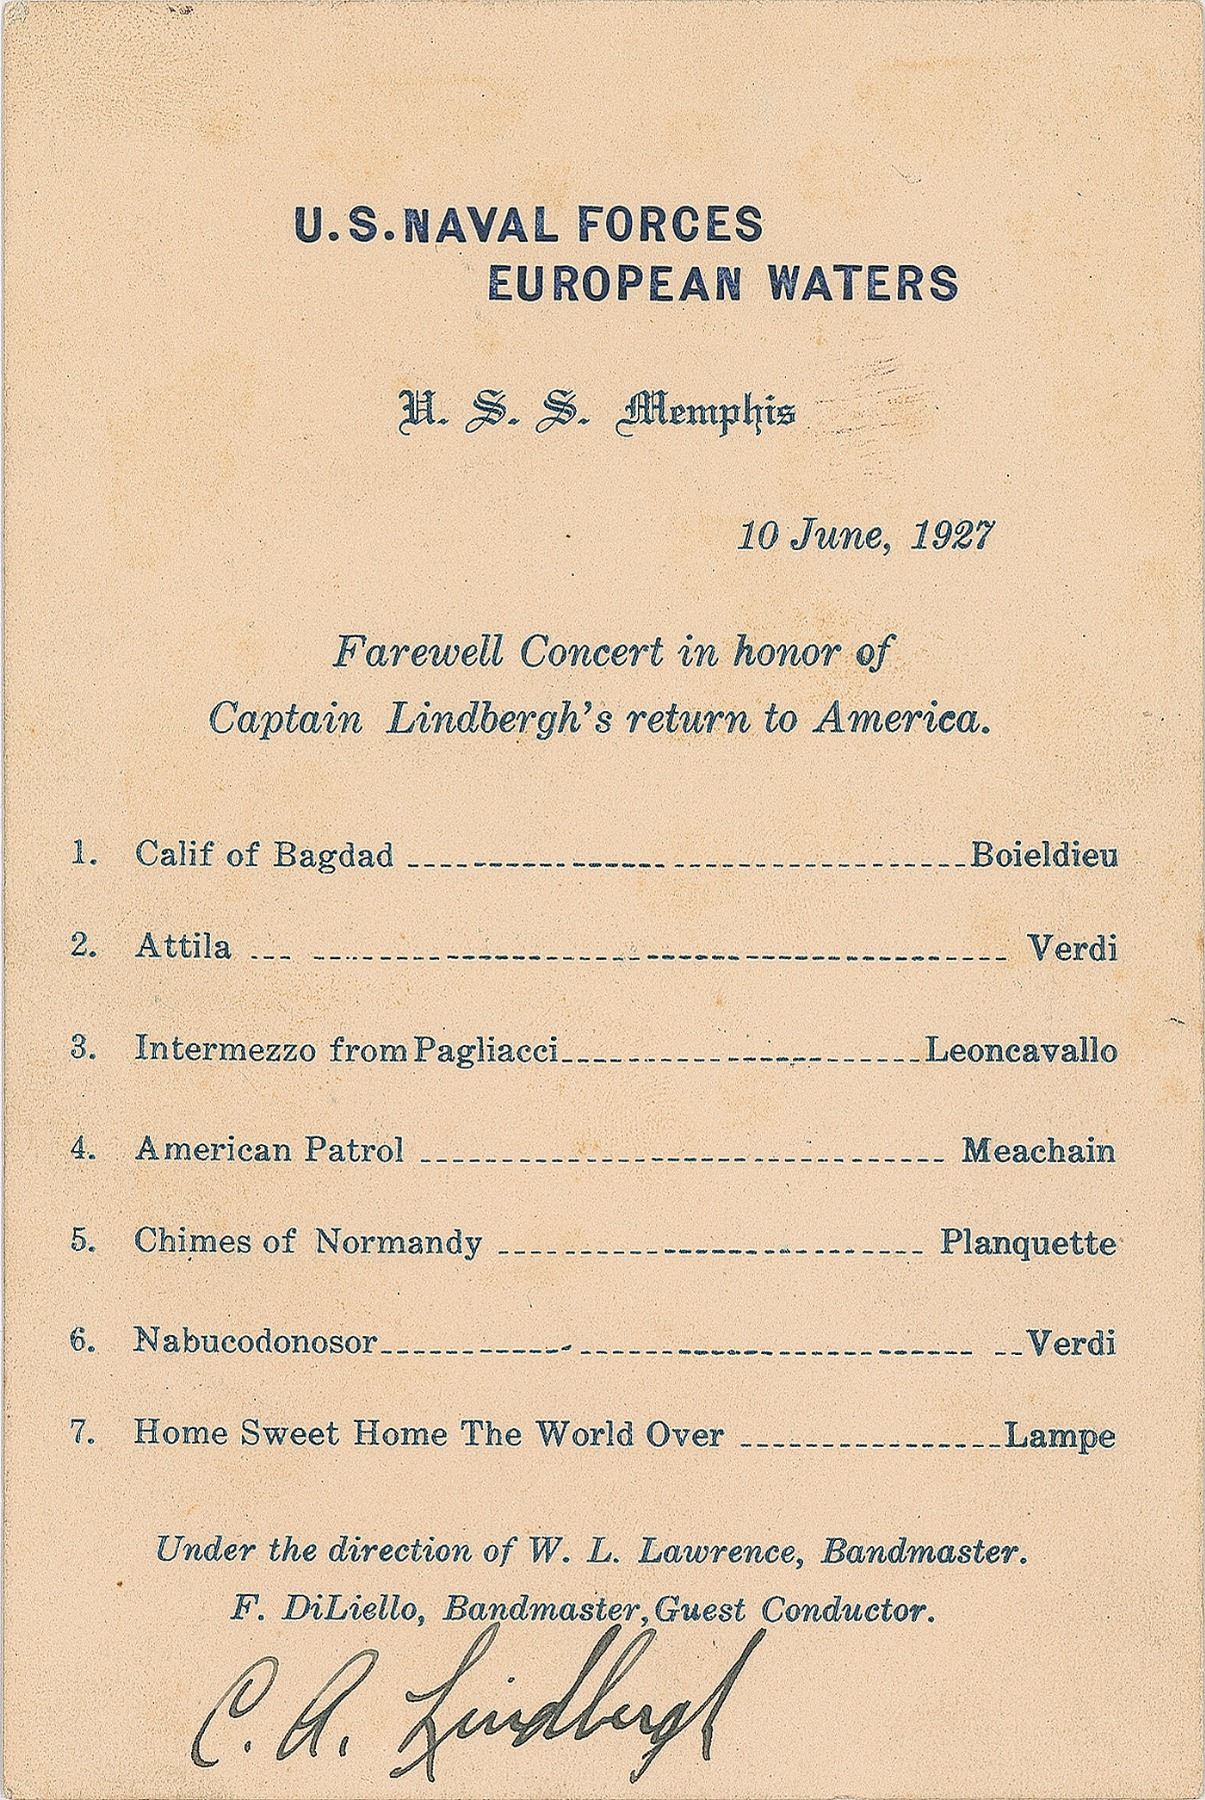 U.S. NAVAL FORCES
EUROPEAN WATERS
U. S. S. Memphis
10 June, 1927
Farewell Concert in honor of
Captain Lindbergh's return to America.
1. Calif of Bagdad Boieldieu
2. Attila Verdi
3. Intermezzo from Pagliacci Leoncavallo
4. American Patrol Meachain
5. Chimes of Normandy Planquette
6. Nabucodonosor Verdi
7. Home Sweet Home The World Over Lampe
Under the direction of W. L. Lawrence, Bandmaster.
F. DiLiello, Bandmaster, Guest Conductor.
C. A. Lindbergh